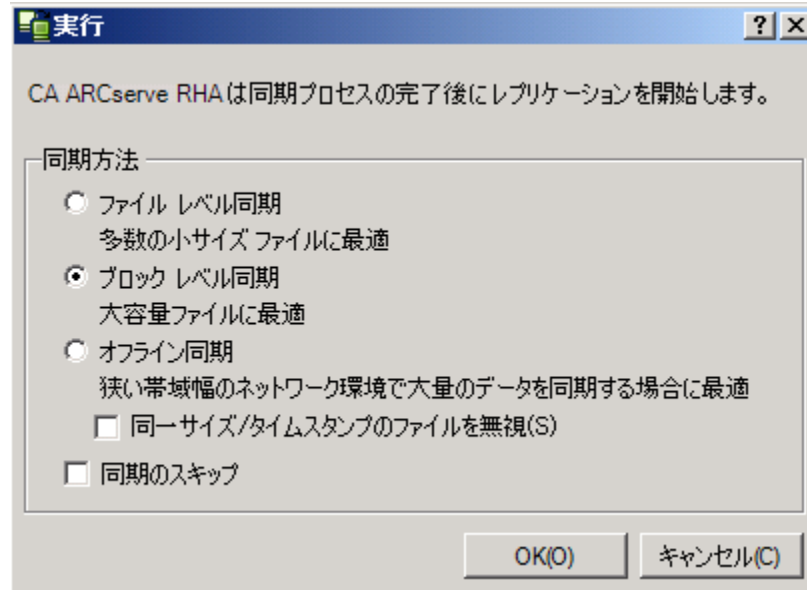 実行
CA ARCserve RHAは同期プロセスの完了後にレプリケーションを開始します。
同期方法
ファイル レベル同期
多数の小サイズ ファイルに最適
ブロック レベル同期
大容量ファイルに最適
オフライン同期
狭い帯域幅のネットワーク環境で大量のデータを同期する場合に最適
同一サイズ/タイムスタンプのファイルを無視(S)
同期のスキップ
OK(O) キャンセル(C)